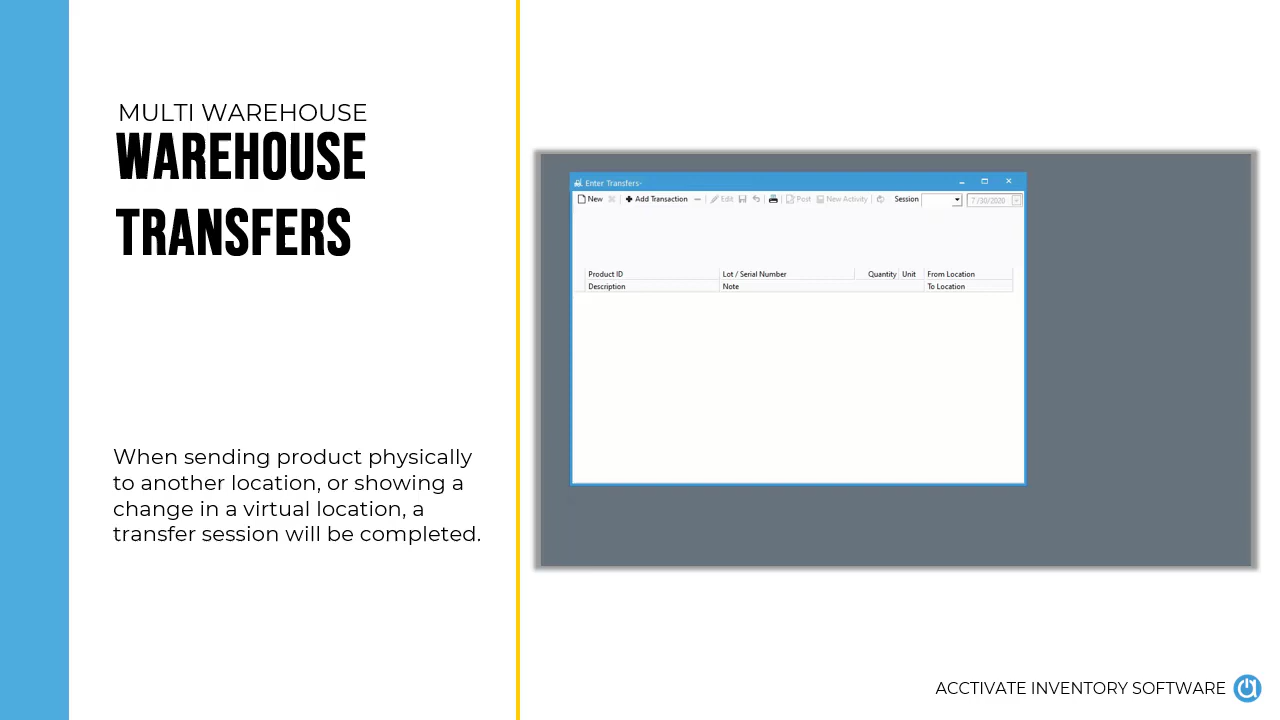 MULTI WAREHOUSE
WAREHOUSE
TRANSFERS
When sending product physically
to another location, or showing a
change in a virtual location, a
transfer session will be completed.
Enter Transfers-
New Add Transaction Edit Post New Activity Session 7 /30/2020
Product ID Lot / Serial Number Quantity Unit From Location
Description Note To Location
ACCTIVATE INVENTORY SOFTWARE